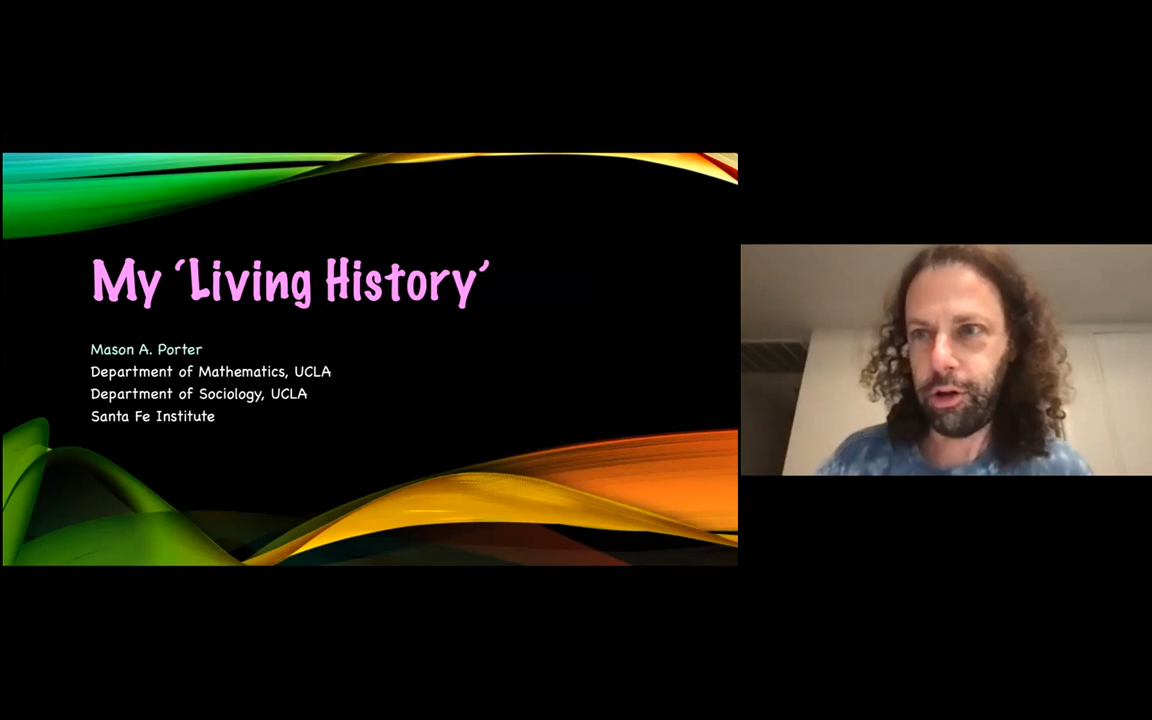 My ‘Living History’
Mason A. Porter
Department of Mathematics, UCLA
Department of Sociology, UCLA
Santa Fe Institute